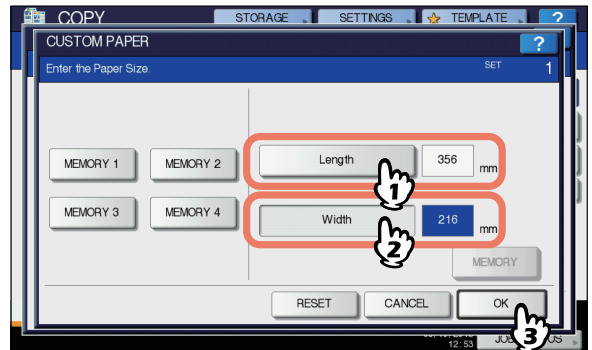 COPY
STORAGE
SETTINGS
TEMPLATE
?
CUSTOM PAPER
?
Enter the Paper Size.
SET
1
MEMORY 1
MEMORY 2
Length
356
mm
1
MEMORY 3
MEMORY 4
Width
216
mm
2
MEMORY
RESET
CANCEL
OK
3
12:53